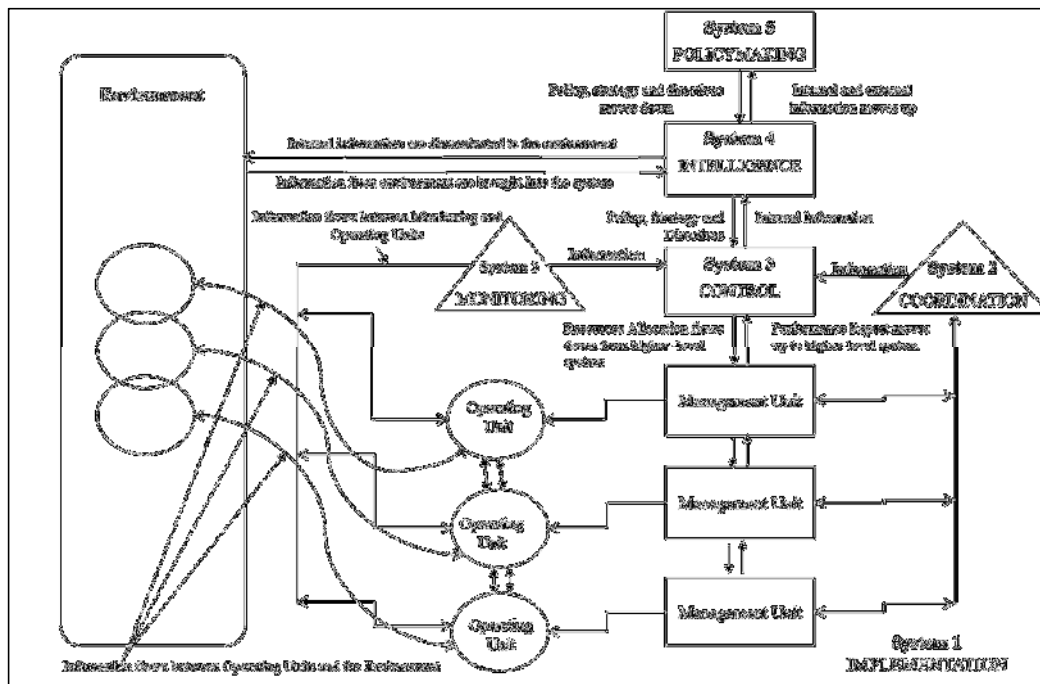 System 5
POLICYMAKING
Environment
Policy, strategy and directives
moves down
Internal and external
information moves up
System 4
INTELLIGENCE
Internal information are disseminated to the environment
Information from environment are brought into the system
Information flows between Monitoring and
Operating Units
Policy, Strategy and
Directives
Internal Information
System 3
MONITORING
Information
System 3
CONTROL
Information
System 2
COORDINATION
Resources Allocation flows
down from higher-level
system
Performance Report moves
up to higher level system
Operating
Unit
Management Unit
Operating
Unit
Management Unit
Operating
Unit
Management Unit
Information flows between Operating Units and the Environment
System 1
IMPLEMENTATION